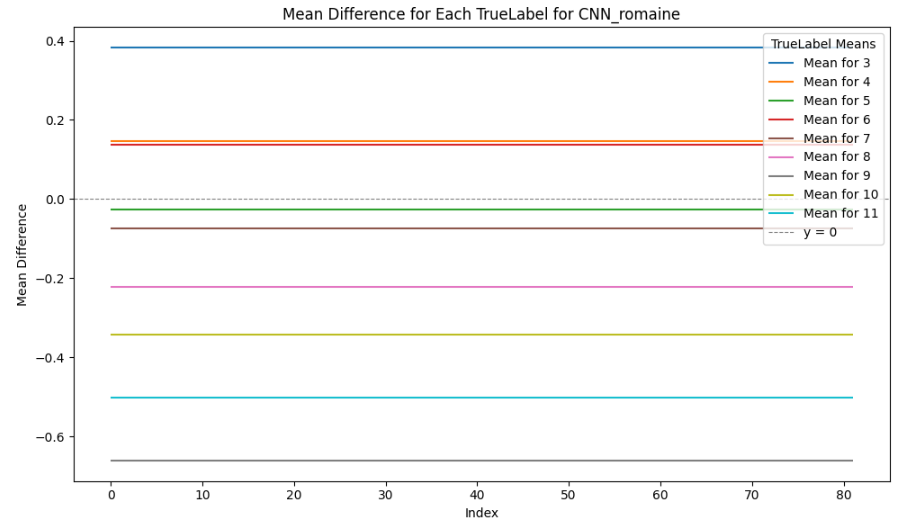 Mean Difference for Each TrueLabel for CNN_romaine
TrueLabel Means
Mean for 3
Mean for 4
Mean for 5
Mean for 6
Mean for 7
Mean for 8
Mean for 9
Mean for 10
Mean for 11
y = 0
Mean Difference
0.4
0.2
0.0
−0.2
−0.4
−0.6
0 10 20 30 40 50 60 70 80
Index